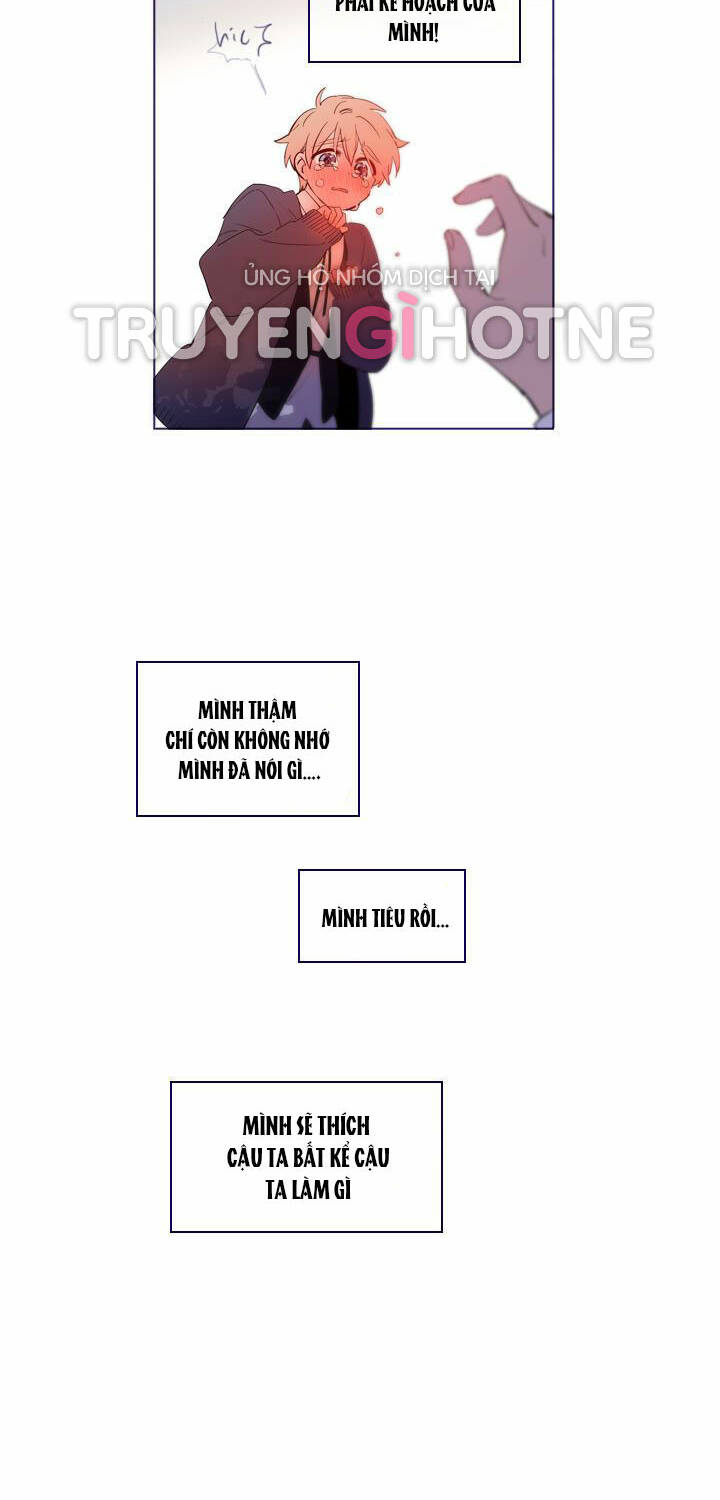 PHẢI KẾ HOẠCH CỦA
MÌNH!
hic
ỦNG HỘ NHÓM DỊCH TẠI
TRUYENGÌHOTNE
MÌNH THẬM
CHÍ CÒN KHÔNG NHỚ
MÌNH ĐÃ NÓI GÌ....
MÌNH TIÊU RỒI...
MÌNH SẼ THÍCH
CẬU TA BẤT KỂ CẬU
TA LÀM GÌ